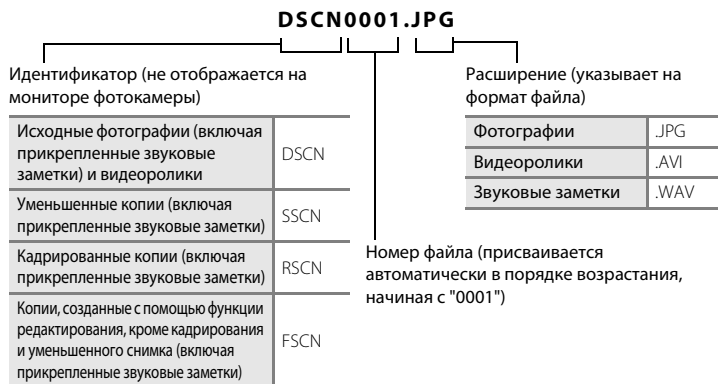 DSCN0001.JPG
Идентификатор (не отображается на
мониторе фотокамеры)
Исходные фотографии (включая
прикрепленные звуковые
заметки) и видеоролики
DSCN
Уменьшенные копии (включая
прикрепленные звуковые заметки)
SSCN
Кадрированные копии (включая
прикрепленные звуковые заметки)
RSCN
Копии, созданные с помощью функции
редактирования, кроме кадрирования
и уменьшенного снимка (включая
прикрепленные звуковые заметки)
FSCN
Расширение (указывает на
формат файла)
Фотографии .JPG
Видеоролики .AVI
Звуковые заметки .WAV
Номер файла (присваивается
автоматически в порядке возрастания,
начиная с "0001")